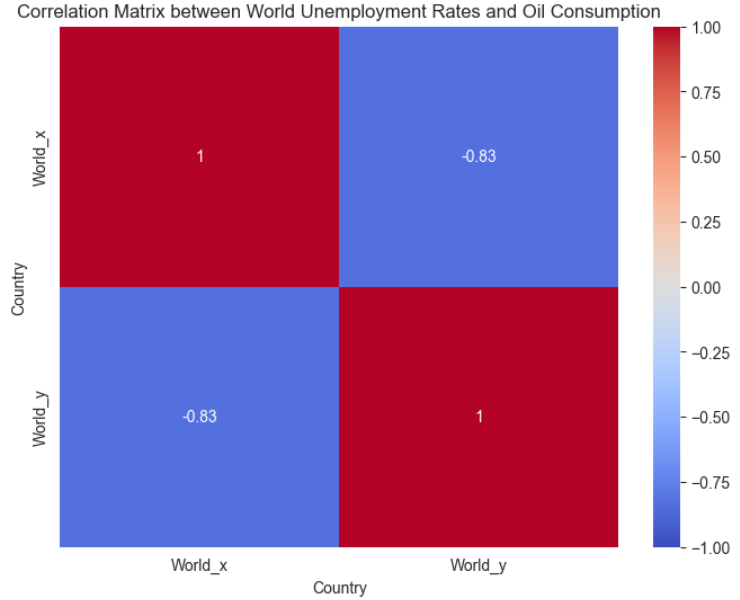 Correlation Matrix between World Unemployment Rates and Oil Consumption
1.00
0.75
0.50
0.25
0.00
−0.25
−0.50
−0.75
−1.00
World_x
1
-0.83
Country
World_y
-0.83
1
World_x
World_y
Country